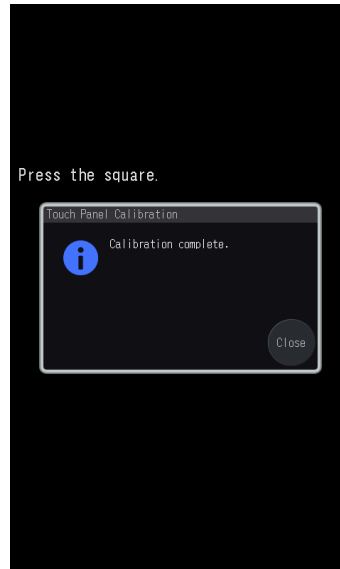 Press the square.
Touch Panel Calibration
Calibration complete.
Close